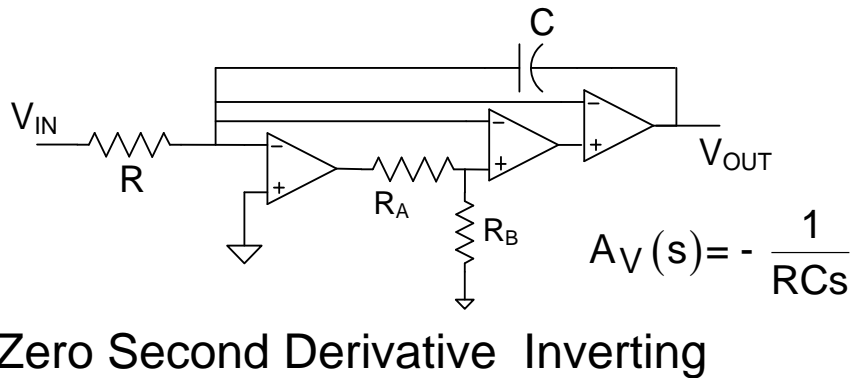 C
V_IN
R
-
+
R_A
R_B
-
+
-
+
V_OUT
A_V (s) = - 1/RCs
Zero Second Derivative Inverting